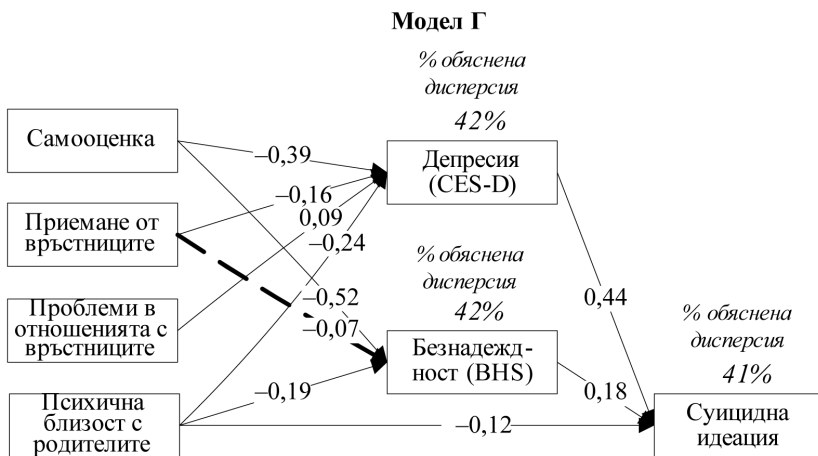 Модел Г
% обяснена
дисперсия
42%
Самооценка
–0,39
Депресия
(CES-D)
Приемане от
връстниците
–0,16
0,09
–0,24
% обяснена
дисперсия
42%
Проблеми в
отношенията с
връстниците
–0,52
–0,07
0,44
Безнадежд-
ност (BHS)
% обяснена
дисперсия
41%
Психична
близост с
родителите
–0,19
0,18
–0,12
Суицидна
идеация